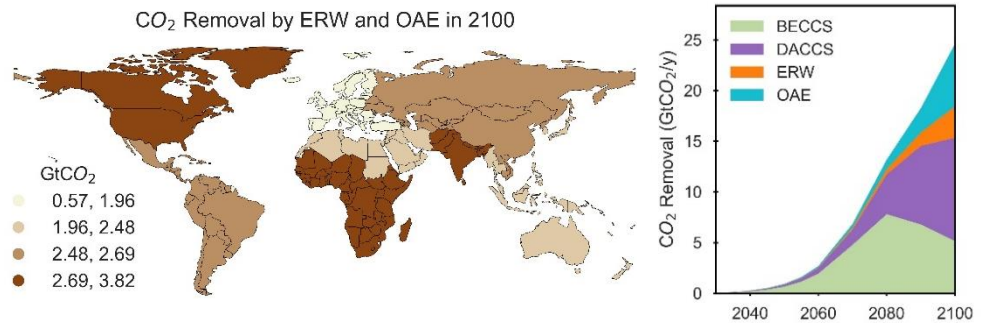 CO₂ Removal by ERW and OAE in 2100
GtCO₂
0.57, 1.96
1.96, 2.48
2.48, 2.69
2.69, 3.82
CO₂ Removal (GtCO₂/y)
25
20
15
10
5
0
BECCS
DACCS
ERW
OAE
2040
2060
2080
2100